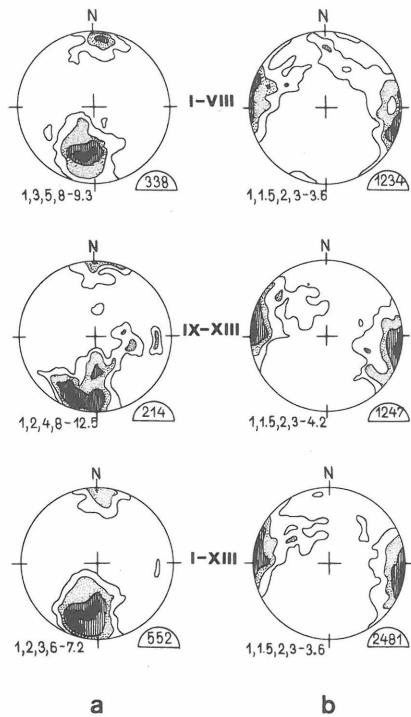 N N
I–VIII
1,3,5,8–9.3 338 1,1.5,2,3–3.6 1234
N N
IX–XIII
1,2,4,8–12.5 214 1,1.5,2,3–4.2 1247
N N
I–XIII
1,2,3,6–7.2 552 1,1.5,2,3–3.6 2481
a b